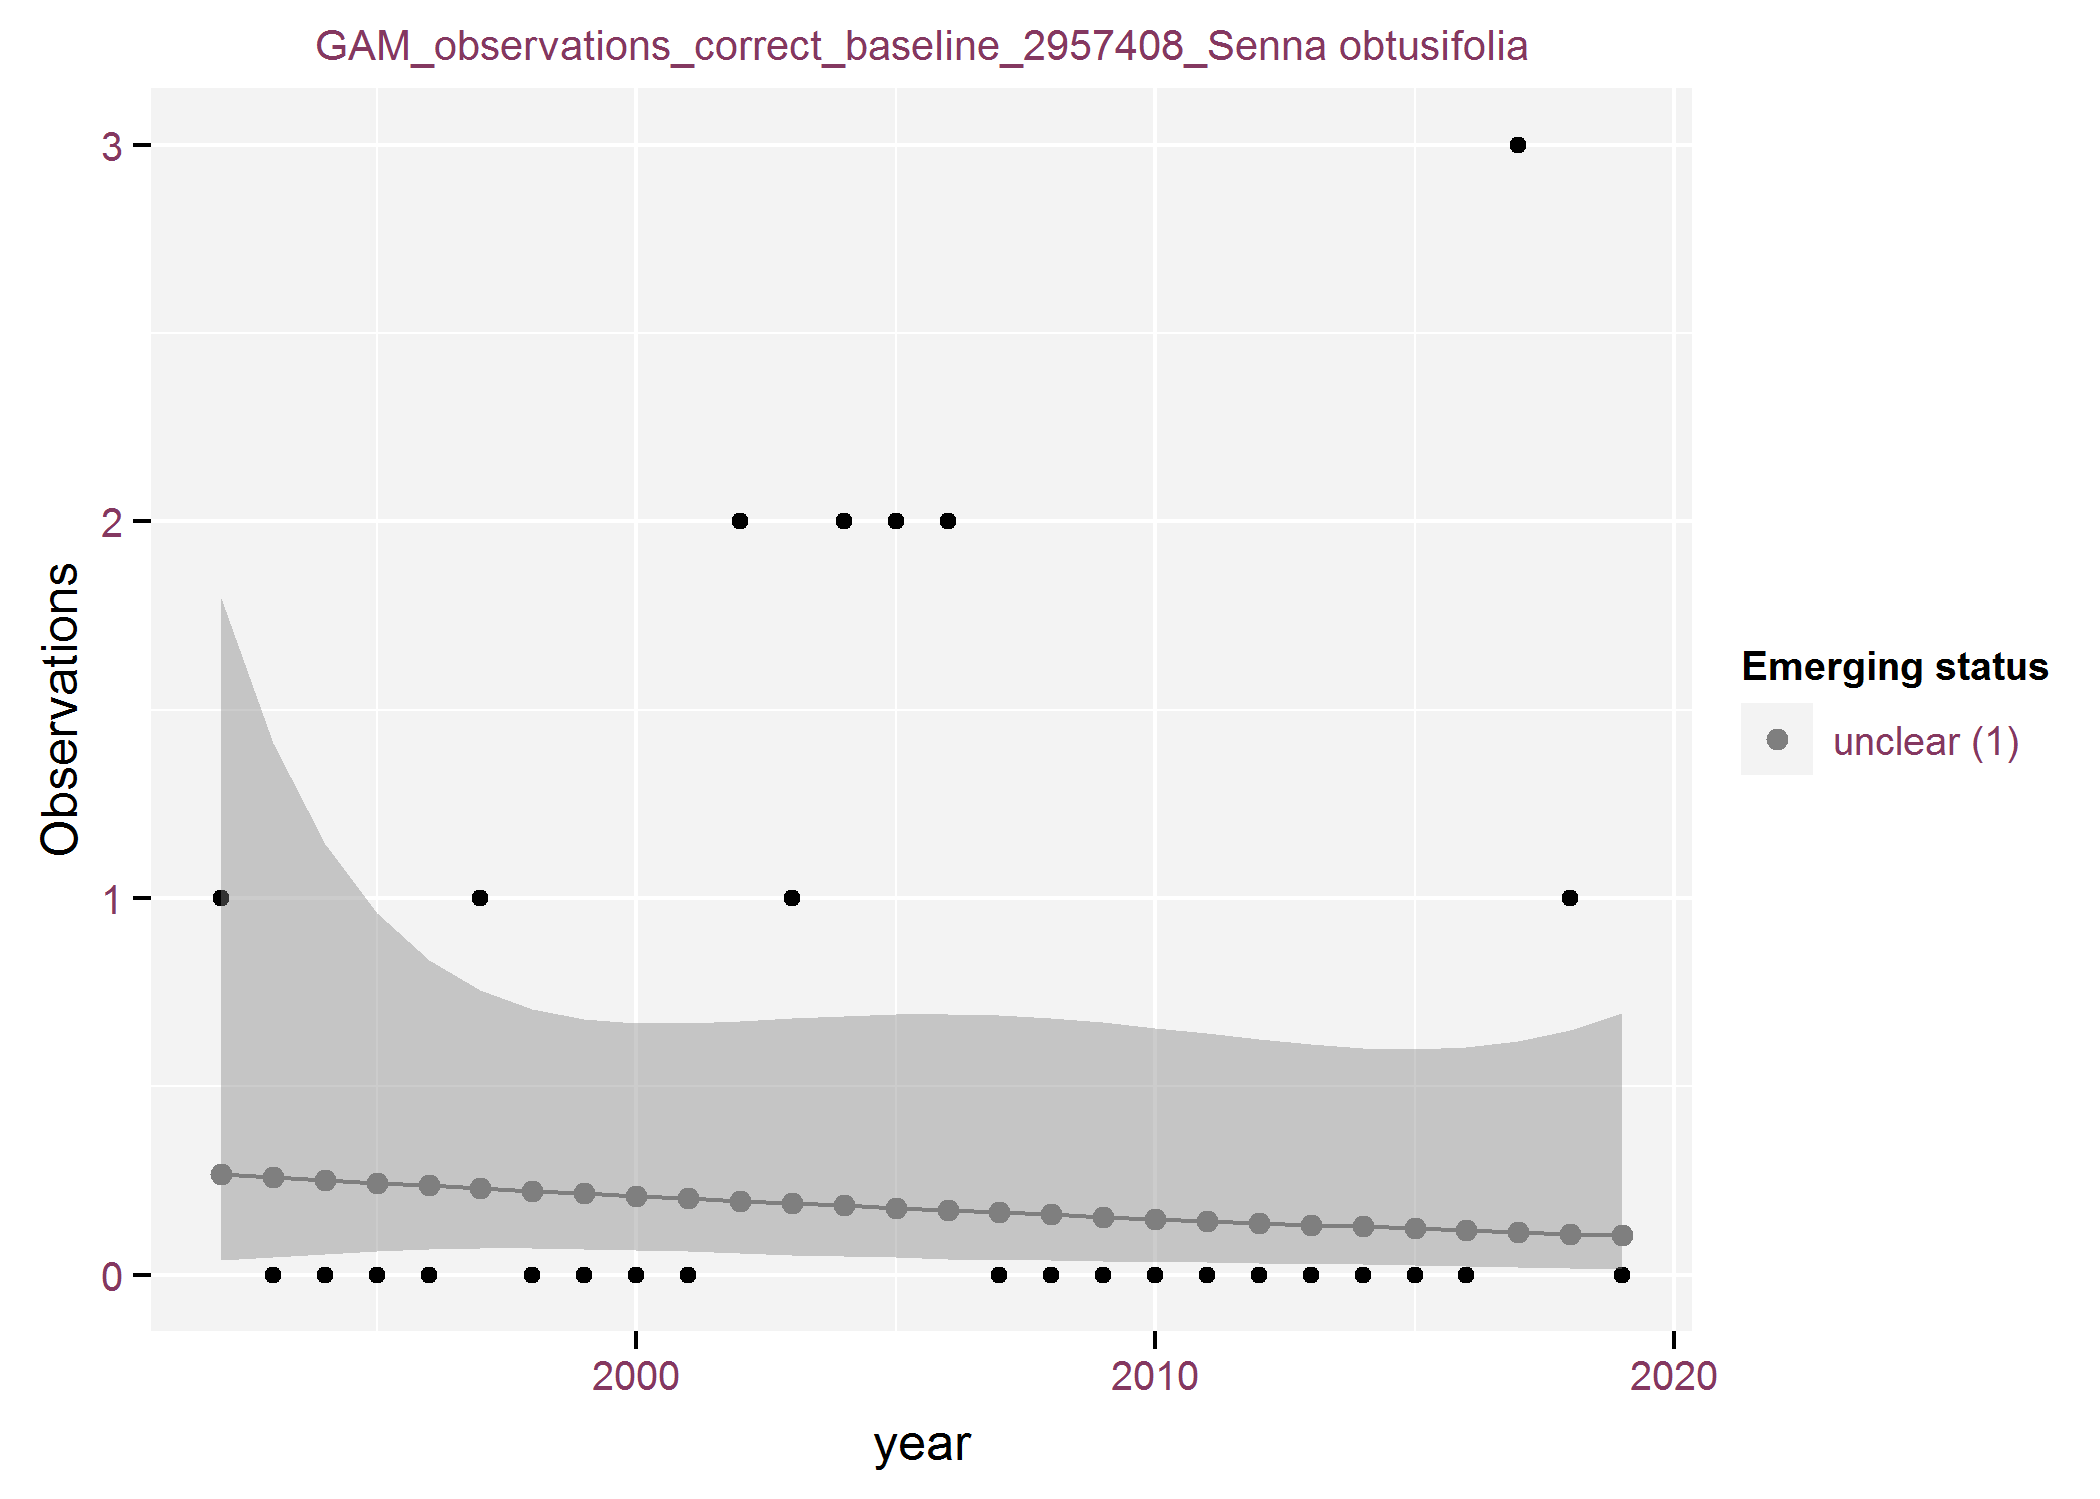 GAM_observations_correct_baseline_2957408_Senna obtusifolia
3
2
1
0
Observations
2000
2010
2020
year
Emerging status
unclear (1)